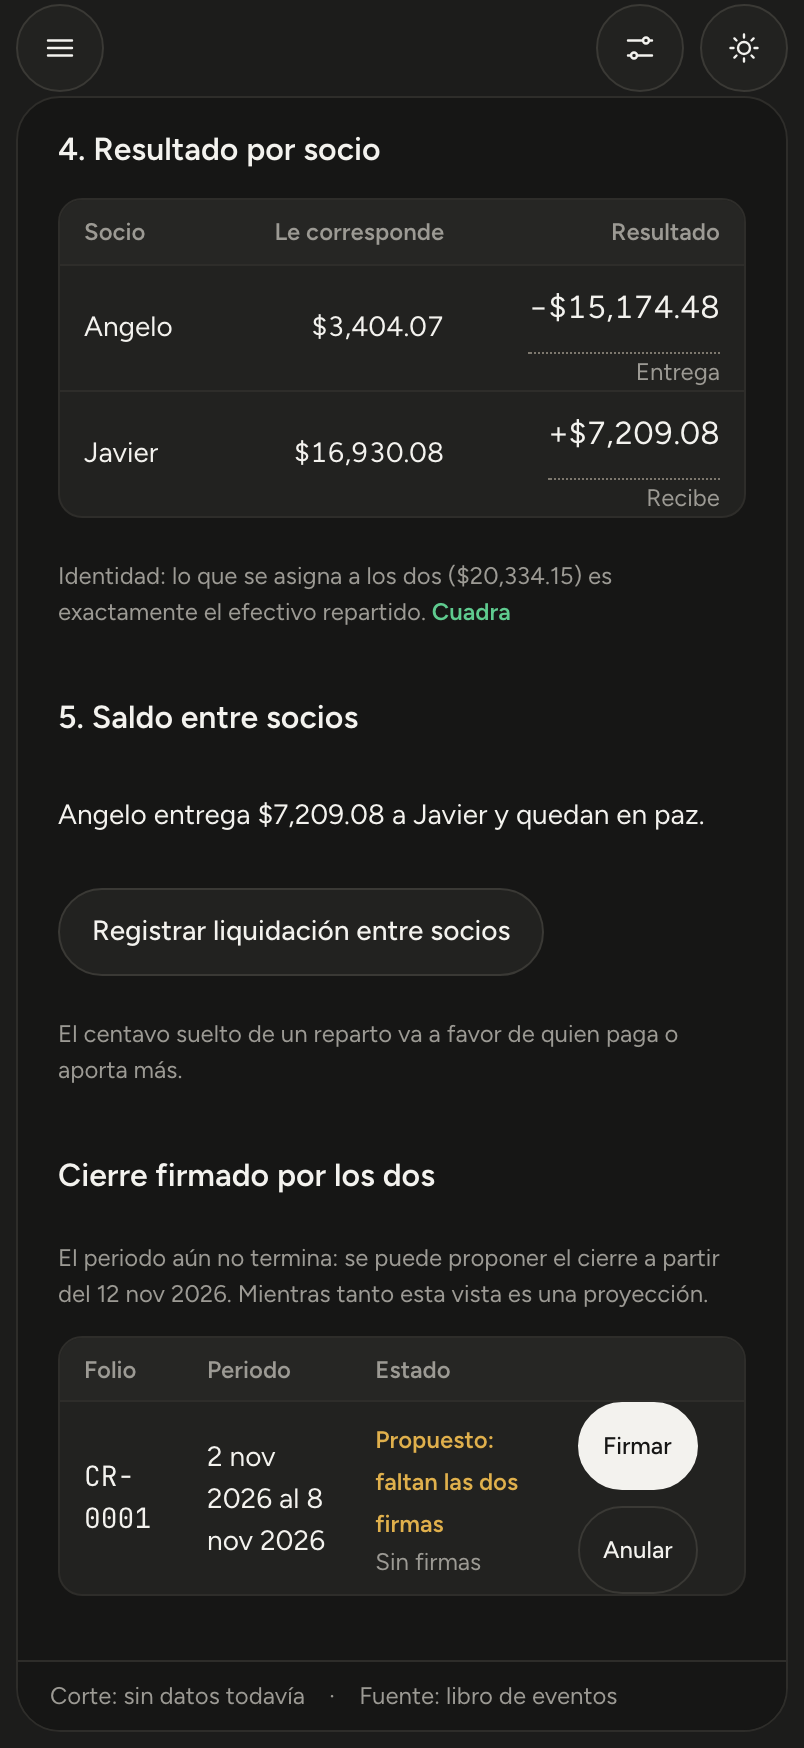 4. Resultado por socio
Socio Le corresponde Resultado
Angelo $3,404.07 −$15,174.48
Entrega
Javier $16,930.08 +$7,209.08
Recibe
Identidad: lo que se asigna a los dos ($20,334.15) es
exactamente el efectivo repartido. Cuadra
5. Saldo entre socios
Angelo entrega $7,209.08 a Javier y quedan en paz.
Registrar liquidación entre socios
El centavo suelto de un reparto va a favor de quien paga o
aporta más.
Cierre firmado por los dos
El periodo aún no termina: se puede proponer el cierre a partir
del 12 nov 2026. Mientras tanto esta vista es una proyección.
Folio Periodo Estado
CR-
0001
2 nov
2026 al 8
nov 2026
Propuesto:
faltan las dos
firmas
Sin firmas
Firmar
Anular
Corte: sin datos todavía · Fuente: libro de eventos